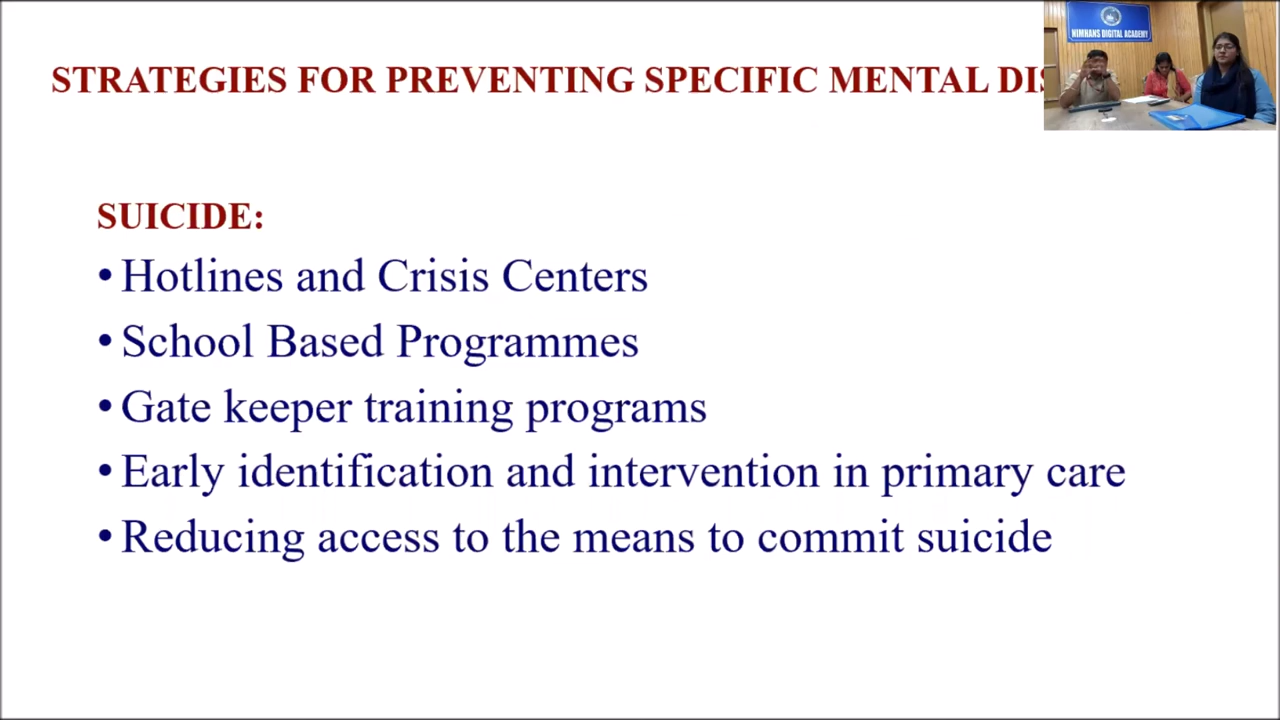 STRATEGIES FOR PREVENTING SPECIFIC MENTAL
NIMHANS DIGITAL ACADEMY
SUICIDE:
• Hotlines and Crisis Centers
• School Based Programmes
• Gate keeper training programs
• Early identification and intervention in primary care
• Reducing access to the means to commit suicide